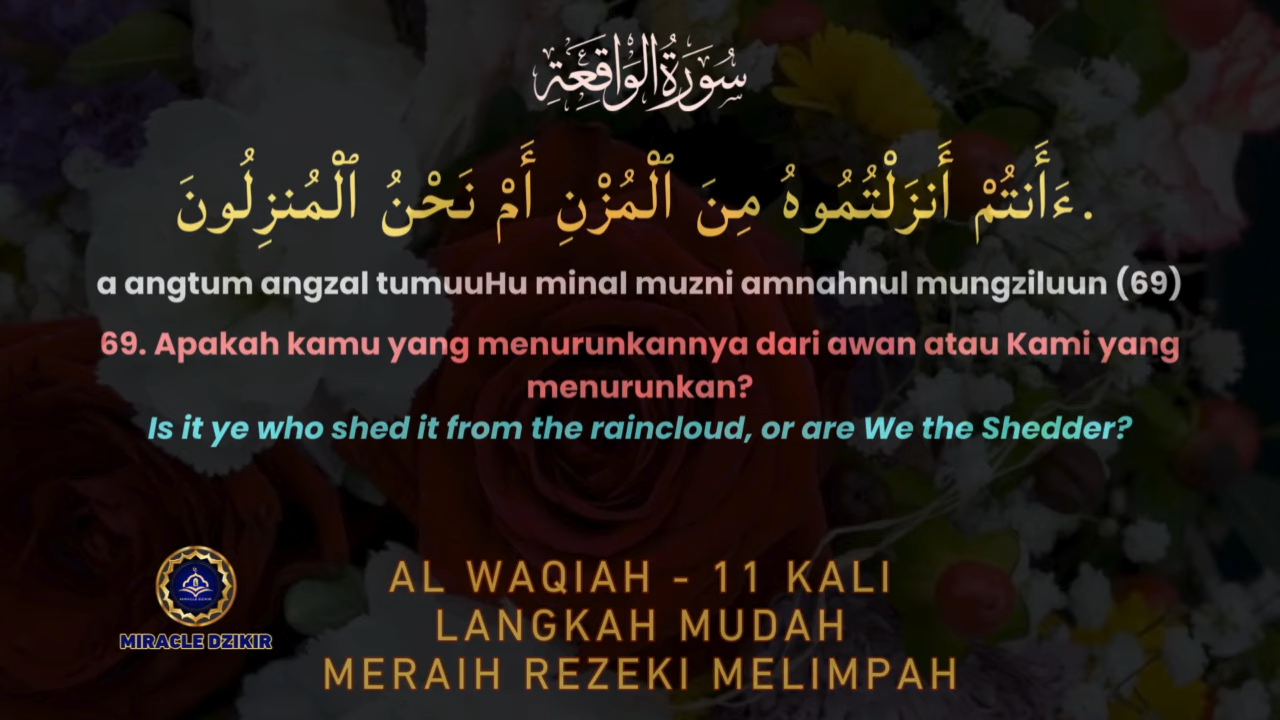 سُورَةُ الوَاقِعَةِ
ءَأَنتُمْ أَنزَلْتُمُوهُ مِنَ ٱلْمُزْنِ أَمْ نَحْنُ ٱلْمُنزِلُونَ.
a angtum angzal tumuuHu minal muzni amnahnul mungziluun (69)
69. Apakah kamu yang menurunkannya dari awan atau Kami yang
menurunkan?
Is it ye who shed it from the raincloud, or are We the Shedder?
AL WAQIAH - 11 KALI
LANGKAH MUDAH
MERAIH REZEKI MELIMPAH
MIRACLE DZIKIR
MIRACLE DZIKIR